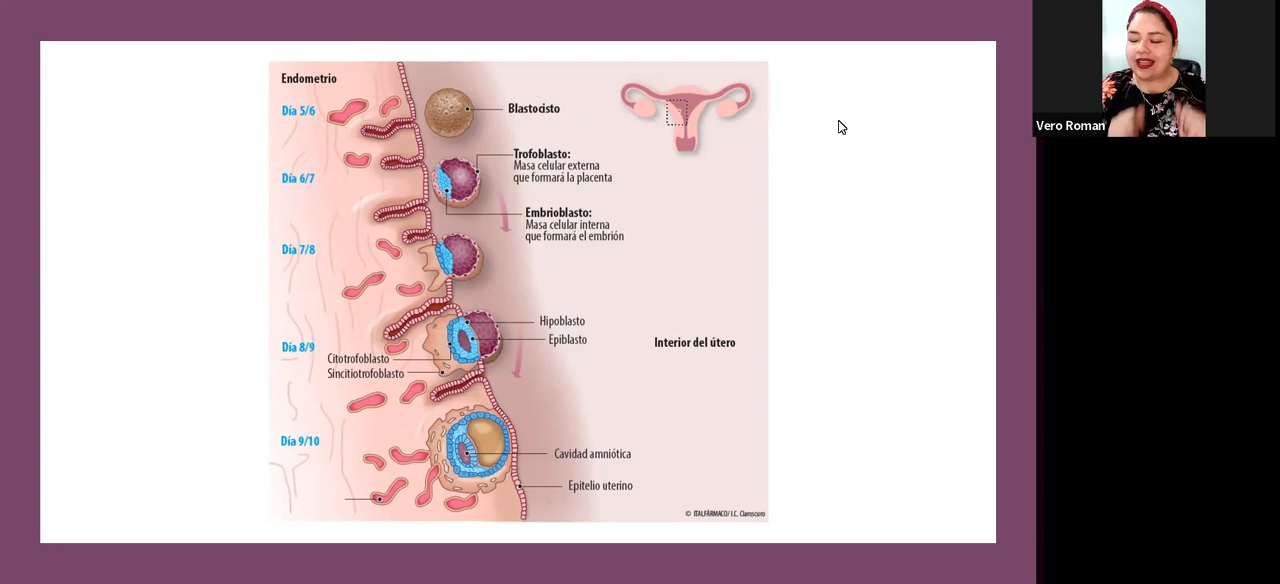 Endometrio
Día 5/6
Blastocisto
Trofoblasto:
Masa celular externa
que formará la placenta
Día 6/7
Embrioblasto:
Masa celular interna
que formará el embrión
Día 7/8
Hipoblasto
Epiblasto
Interior del útero
Día 8/9
Citotrofoblasto
Sincitiotrofoblasto
Día 9/10
Cavidad amniótica
Epitelio uterino
© ITALFÁRMACO/ I.C. Claroscuro
Vero Roman